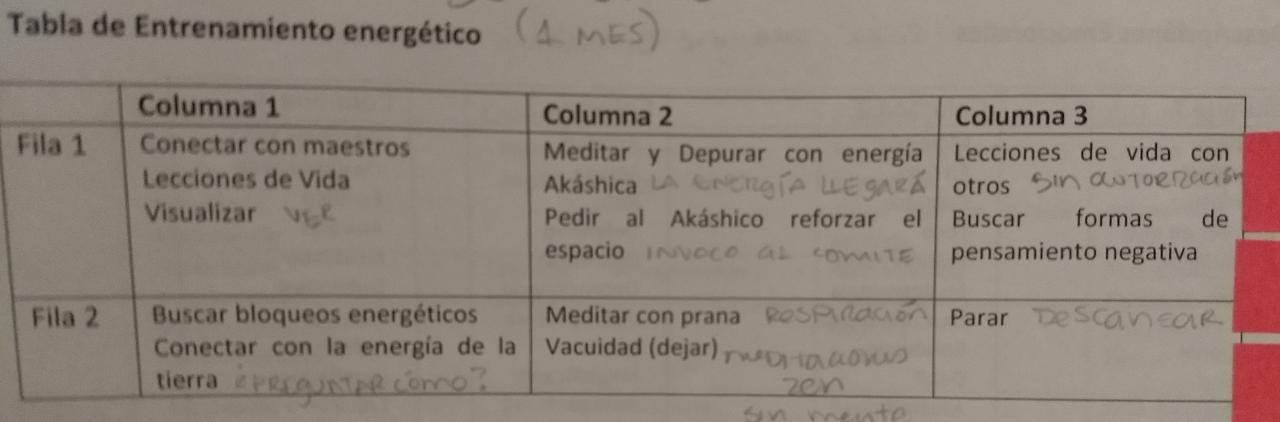 Tabla de Entrenamiento energético (1 MES)
Columna 1
Columna 2
Columna 3
Fila 1
Conectar con maestros
Lecciones de Vida
Visualizar VER
Meditar y Depurar con energía
Akáshica LA ENERGÍA LLEGARÁ
Pedir al Akáshico reforzar el
espacio INVOCO AL COMITE
Lecciones de vida con
otros SIN AUTORIZACIÓN
Buscar formas de
pensamiento negativa
Fila 2
Buscar bloqueos energéticos
Conectar con la energía de la
tierra ¿PREGUNTAR CÓMO?
Meditar con prana RESPIRACIÓN
Vacuidad (dejar) meditaciones
zen
sin mente
Parar DESCANSAR